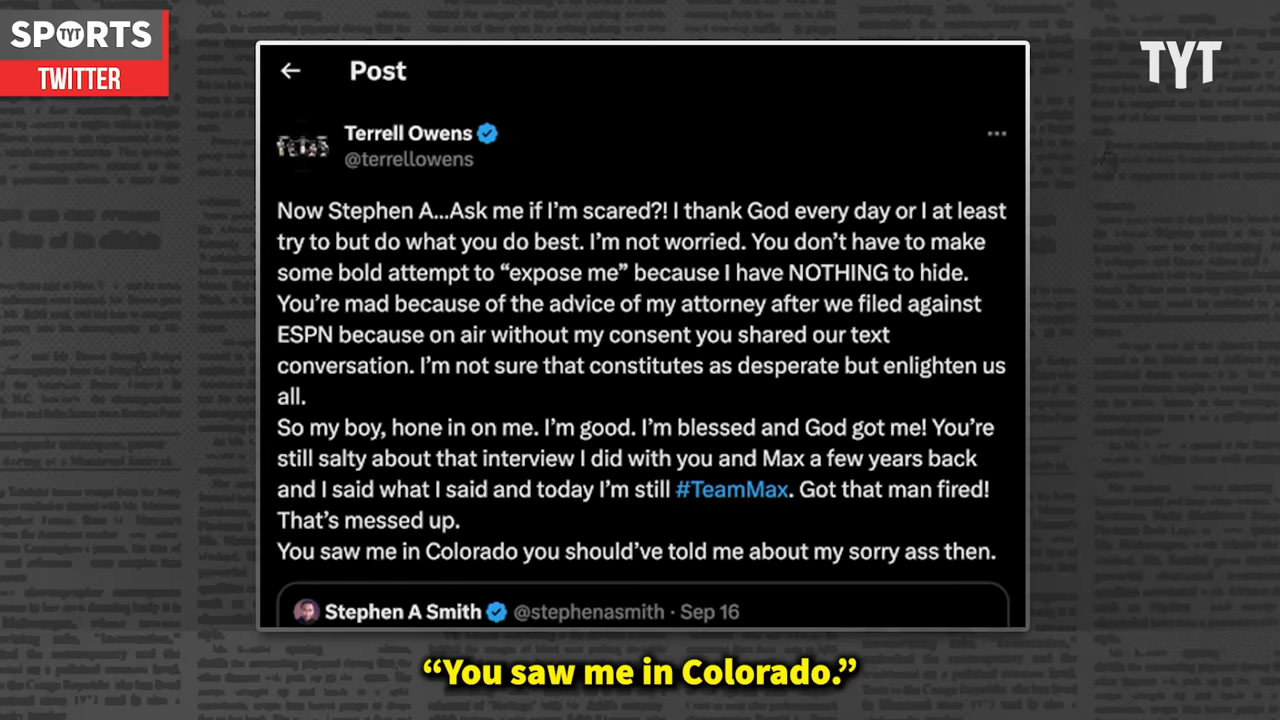 SPORTS
TYT
TWITTER
TYT
Post
Terrell Owens
@terrellowens
Now Stephen A...Ask me if I’m scared?! I thank God every day or I at least
try to but do what you do best. I’m not worried. You don’t have to make
some bold attempt to “expose me” because I have NOTHING to hide.
You’re mad because of the advice of my attorney after we filed against
ESPN because on air without my consent you shared our text
conversation. I’m not sure that constitutes as desperate but enlighten us
all.
So my boy, hone in on me. I’m good. I’m blessed and God got me! You’re
still salty about that interview I did with you and Max a few years back
and I said what I said and today I’m still #TeamMax. Got that man fired!
That’s messed up.
You saw me in Colorado you should’ve told me about my sorry ass then.
Stephen A Smith @stephenasmith · Sep 16
“You saw me in Colorado.”